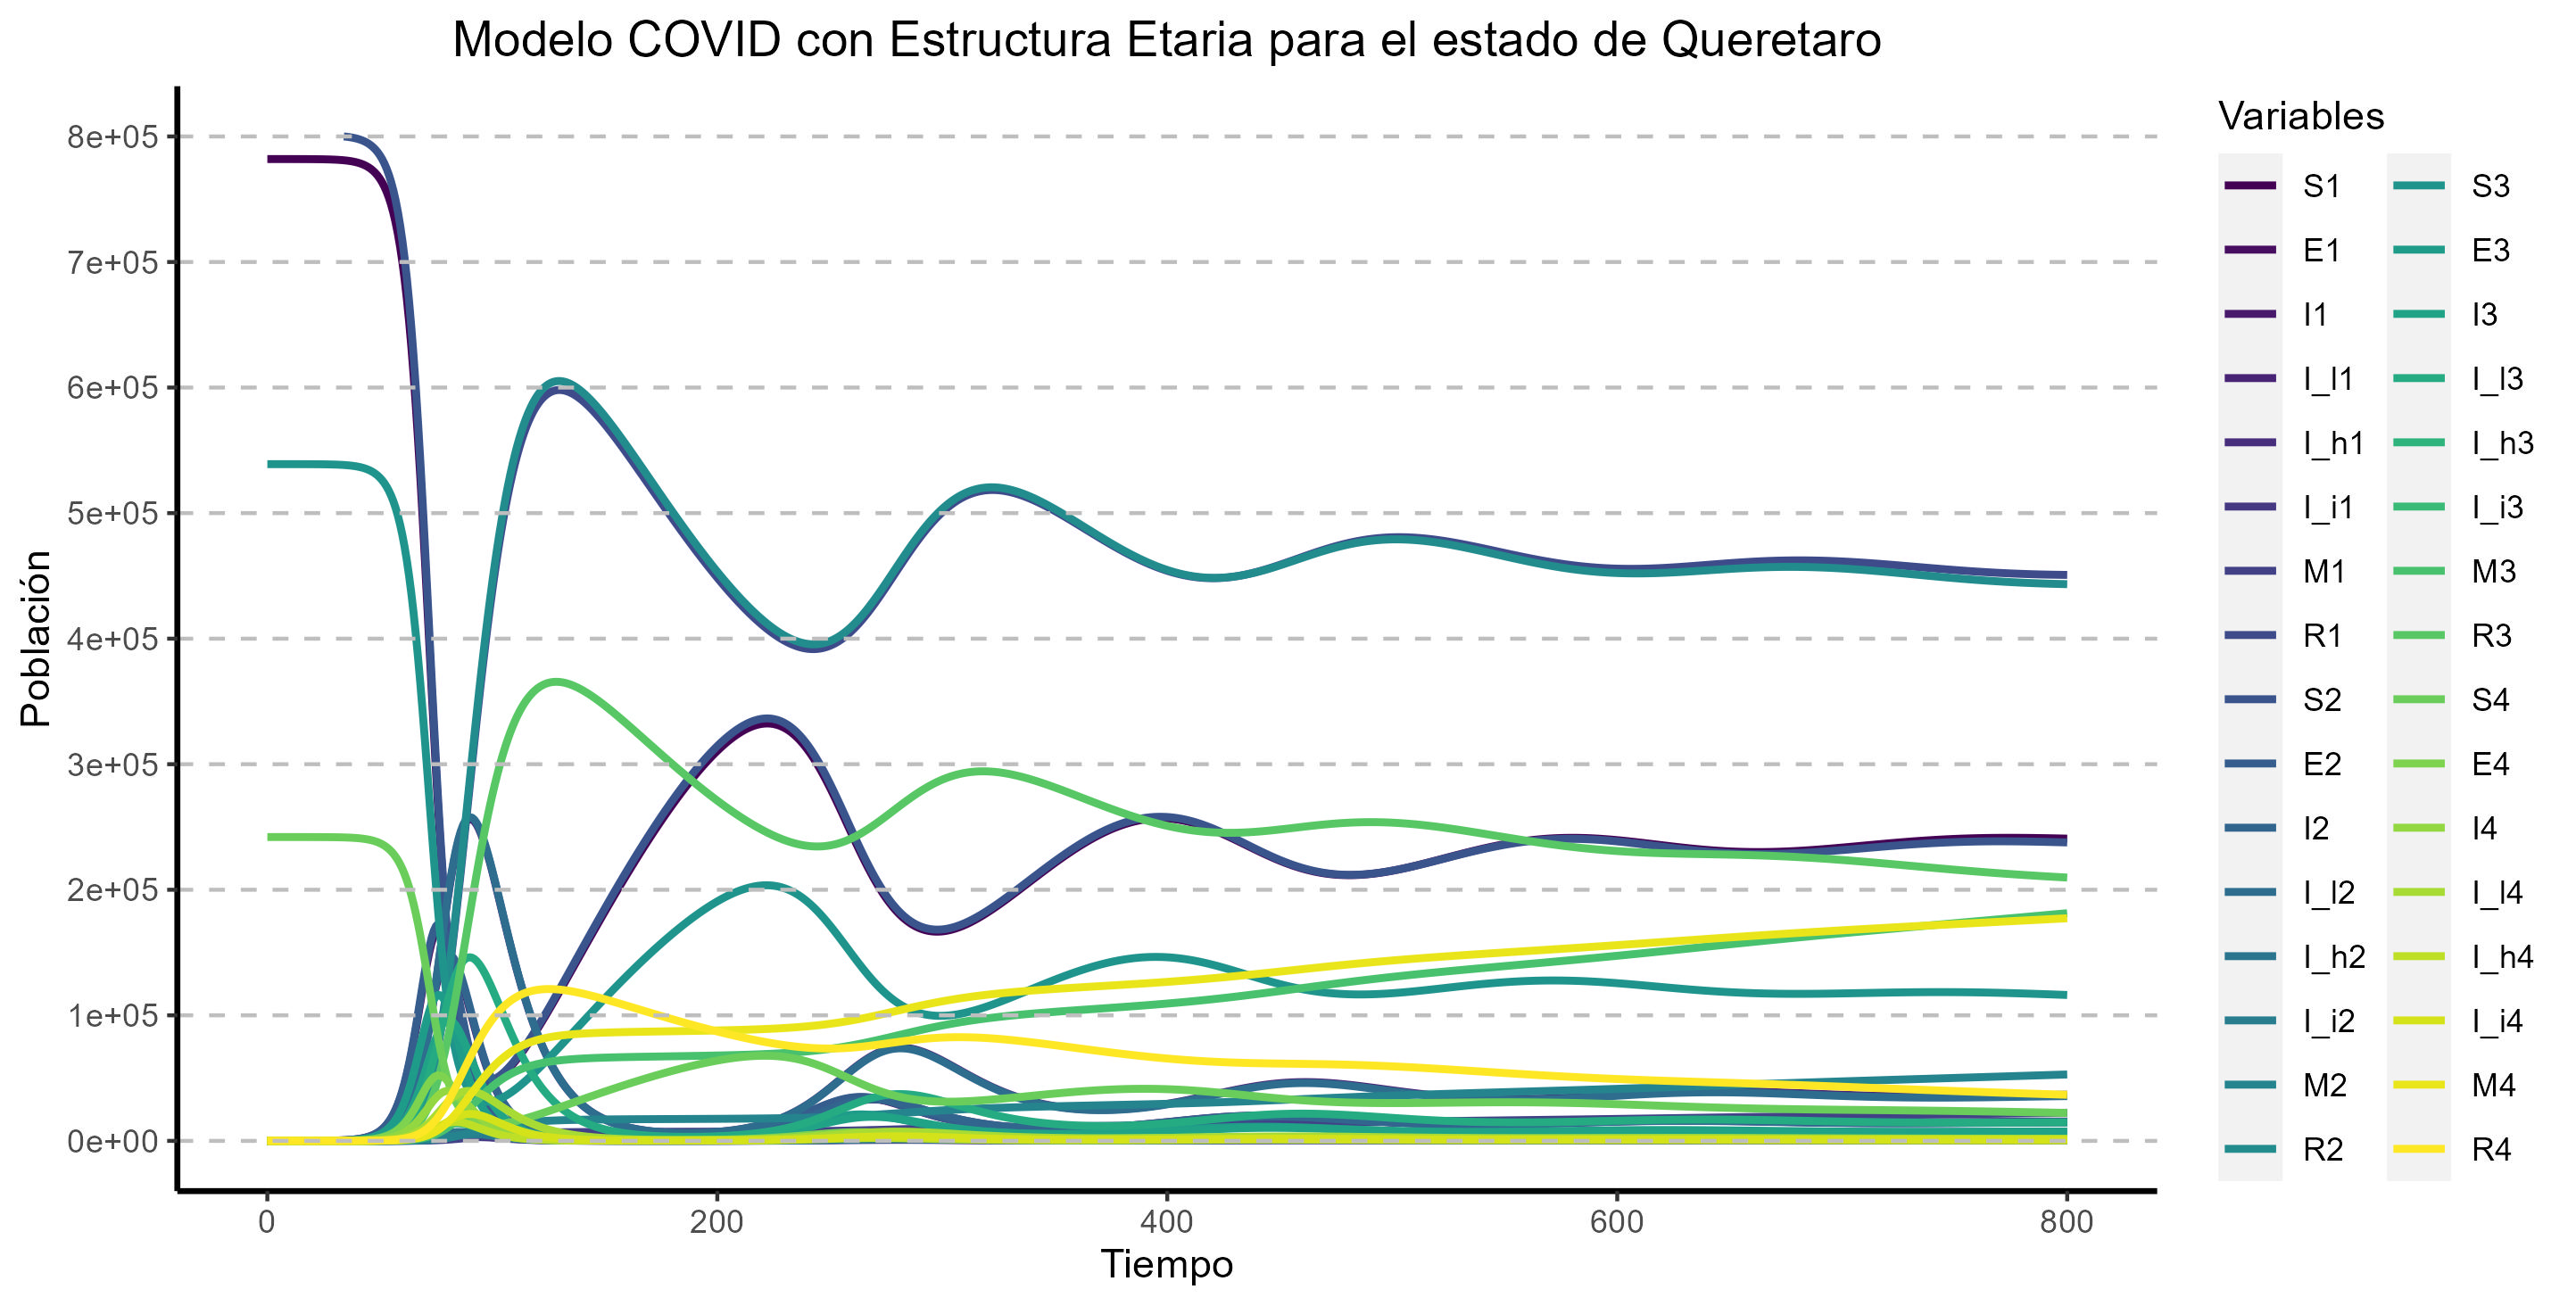 Modelo COVID con Estructura Etaria para el estado de Queretaro
Población
8e+05
7e+05
6e+05
5e+05
4e+05
3e+05
2e+05
1e+05
0e+00
0 200 400 600 800
Tiempo
Variables
S1 S3
E1 E3
I1 I3
I_l1 I_l3
I_h1 I_h3
I_i1 I_i3
M1 M3
R1 R3
S2 S4
E2 E4
I2 I4
I_l2 I_l4
I_h2 I_h4
I_i2 I_i4
M2 M4
R2 R4